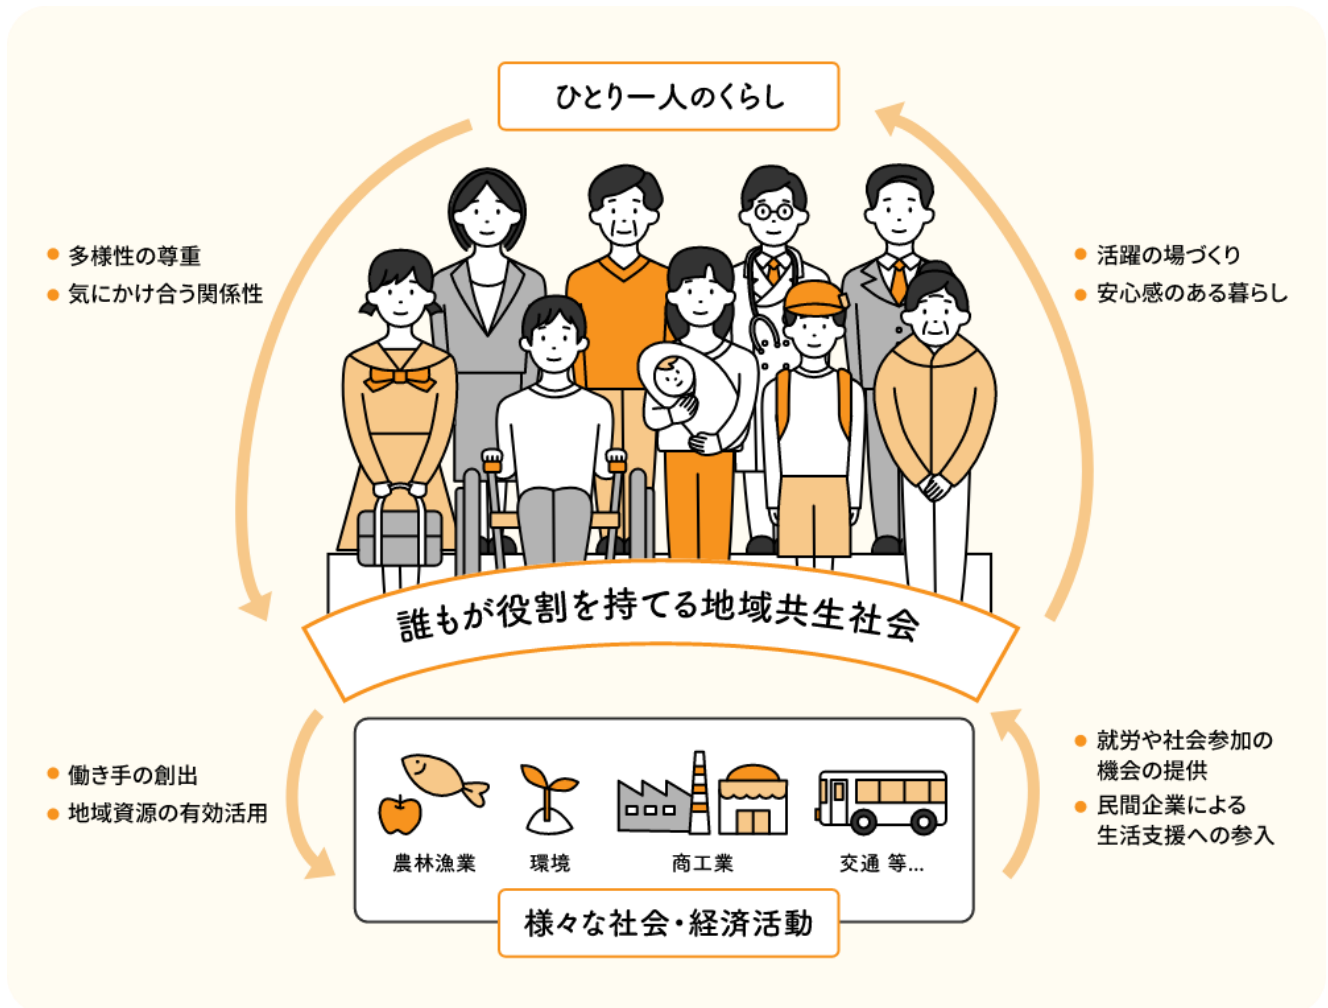 ひとり一人のくらし
多様性の尊重
気にかけ合う関係性
活躍の場づくり
安心感のある暮らし
誰もが役割を持てる地域共生社会
働き手の創出
地域資源の有効活用
就労や社会参加の
機会の提供
民間企業による
生活支援への参入
農林漁業
環境
商工業
交通 等...
様々な社会・経済活動